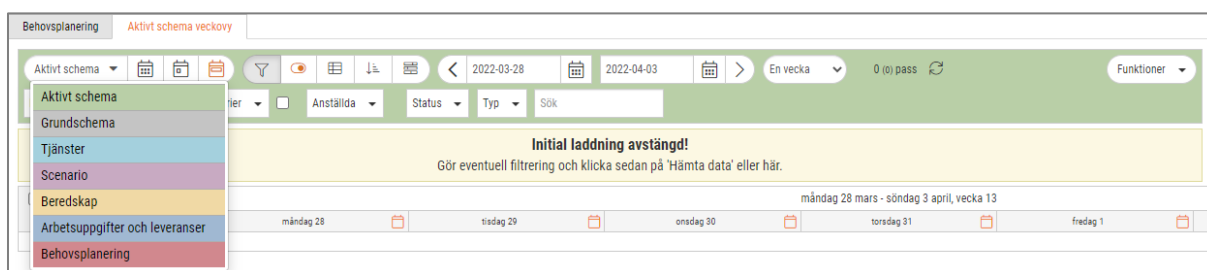 Behovsplanering Aktivt schema veckovy
Aktivt schema 2022-03-28 2022-04-03 En vecka 0 (0) pass Funktioner
Anställda Status Typ Sök
Aktivt schema
Grundschema
Tjänster
Scenario
Beredskap
Arbetsuppgifter och leveranser
Behovsplanering
Initial laddning avstängd!
Gör eventuell filtrering och klicka sedan på 'Hämta data' eller här.
måndag 28 mars - söndag 3 april, vecka 13
måndag 28 tisdag 29 onsdag 30 torsdag 31 fredag 1